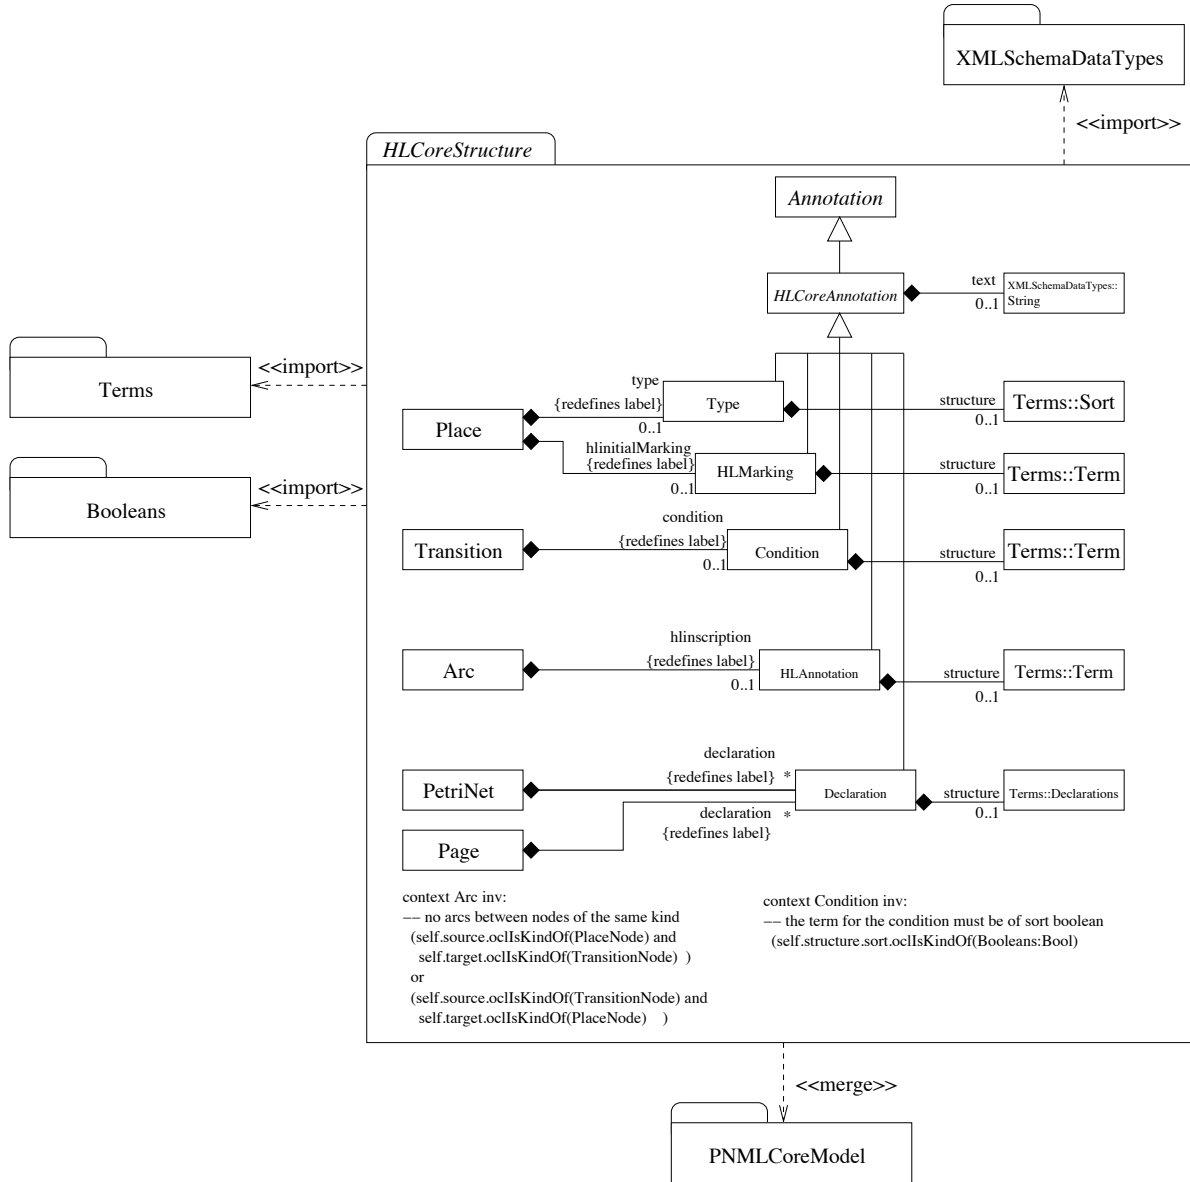 XMLSchemaDataTypes
<<import>>
HLCoreStructure
Annotation
HLCoreAnnotation
text
0..1
XMLSchemaDataTypes::
String
Terms
<<import>>
Booleans
<<import>>
Place
type
{redefines label}
0..1
Type
structure
0..1
Terms::Sort
hlinitialMarking
{redefines label}
0..1
HLMarking
structure
0..1
Terms::Term
Transition
condition
{redefines label}
0..1
Condition
structure
0..1
Terms::Term
Arc
hlinscription
{redefines label}
0..1
HLAnnotation
structure
0..1
Terms::Term
PetriNet
declaration
{redefines label} *
Declaration
structure
0..1
Terms::Declarations
Page
declaration *
{redefines label}
context Arc inv:
−− no arcs between nodes of the same kind
(self.source.oclIsKindOf(PlaceNode) and
self.target.oclIsKindOf(TransitionNode) )
or
(self.source.oclIsKindOf(TransitionNode) and
self.target.oclIsKindOf(PlaceNode) )
context Condition inv:
−− the term for the condition must be of sort boolean
(self.structure.sort.oclIsKindOf(Booleans:Bool)
<<merge>>
PNMLCoreModel